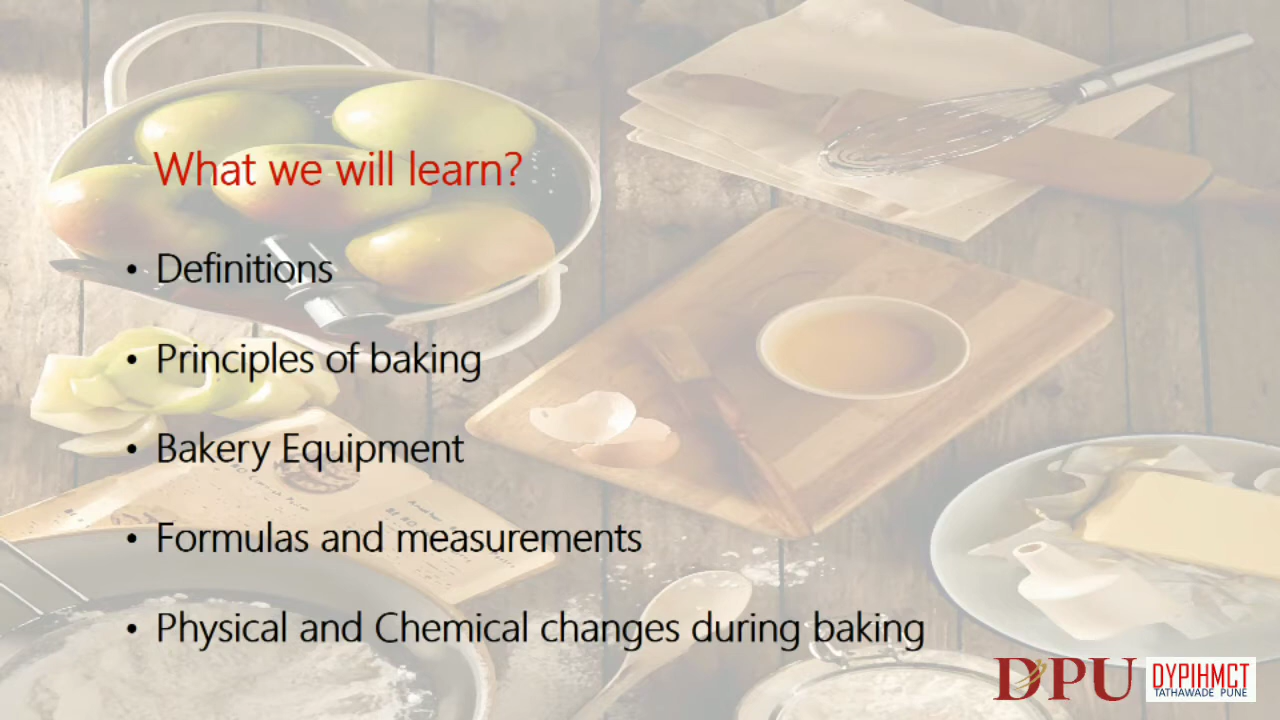 What we will learn?
• Definitions
• Principles of baking
• Bakery Equipment
• Formulas and measurements
• Physical and Chemical changes during baking
DPU
DYPIHMCT
TATHAWADE PUNE